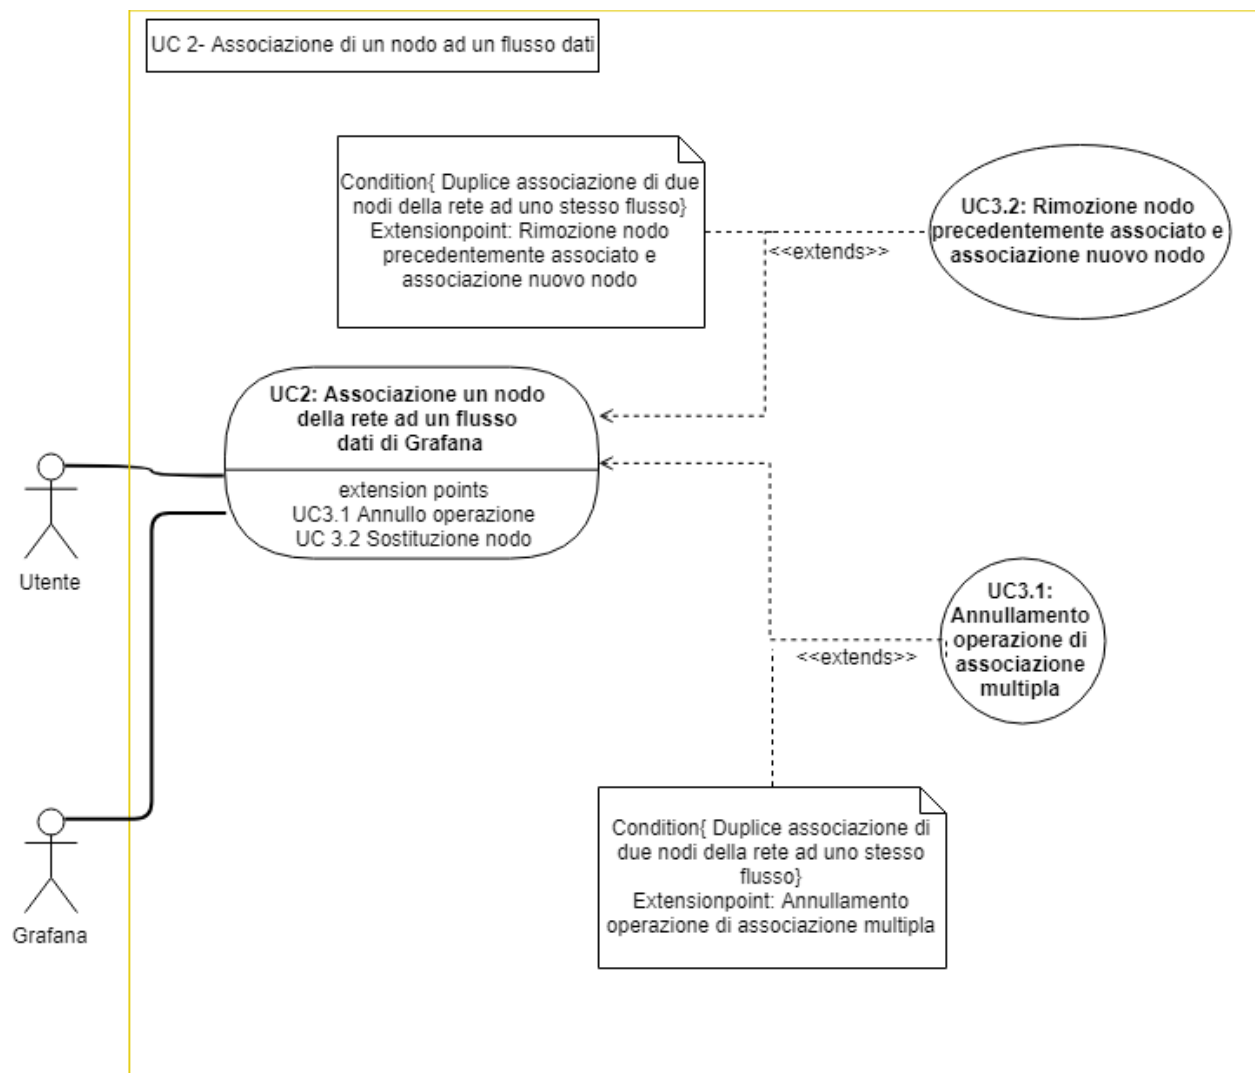 UC 2- Associazione di un nodo ad un flusso dati
Condition{ Duplice associazione di due
nodi della rete ad uno stesso flusso}
Extensionpoint: Rimozione nodo
precedentemente associato e
associazione nuovo nodo
<<extends>>
UC3.2: Rimozione nodo
precedentemente associato e
associazione nuovo nodo
UC2: Associazione un nodo
della rete ad un flusso
dati di Grafana
extension points
UC3.1 Annullo operazione
UC 3.2 Sostituzione nodo
Utente
UC3.1:
Annullamento
operazione di
associazione
multipla
<<extends>>
Condition{ Duplice associazione di
due nodi della rete ad uno stesso
flusso}
Extensionpoint: Annullamento
operazione di associazione multipla
Grafana